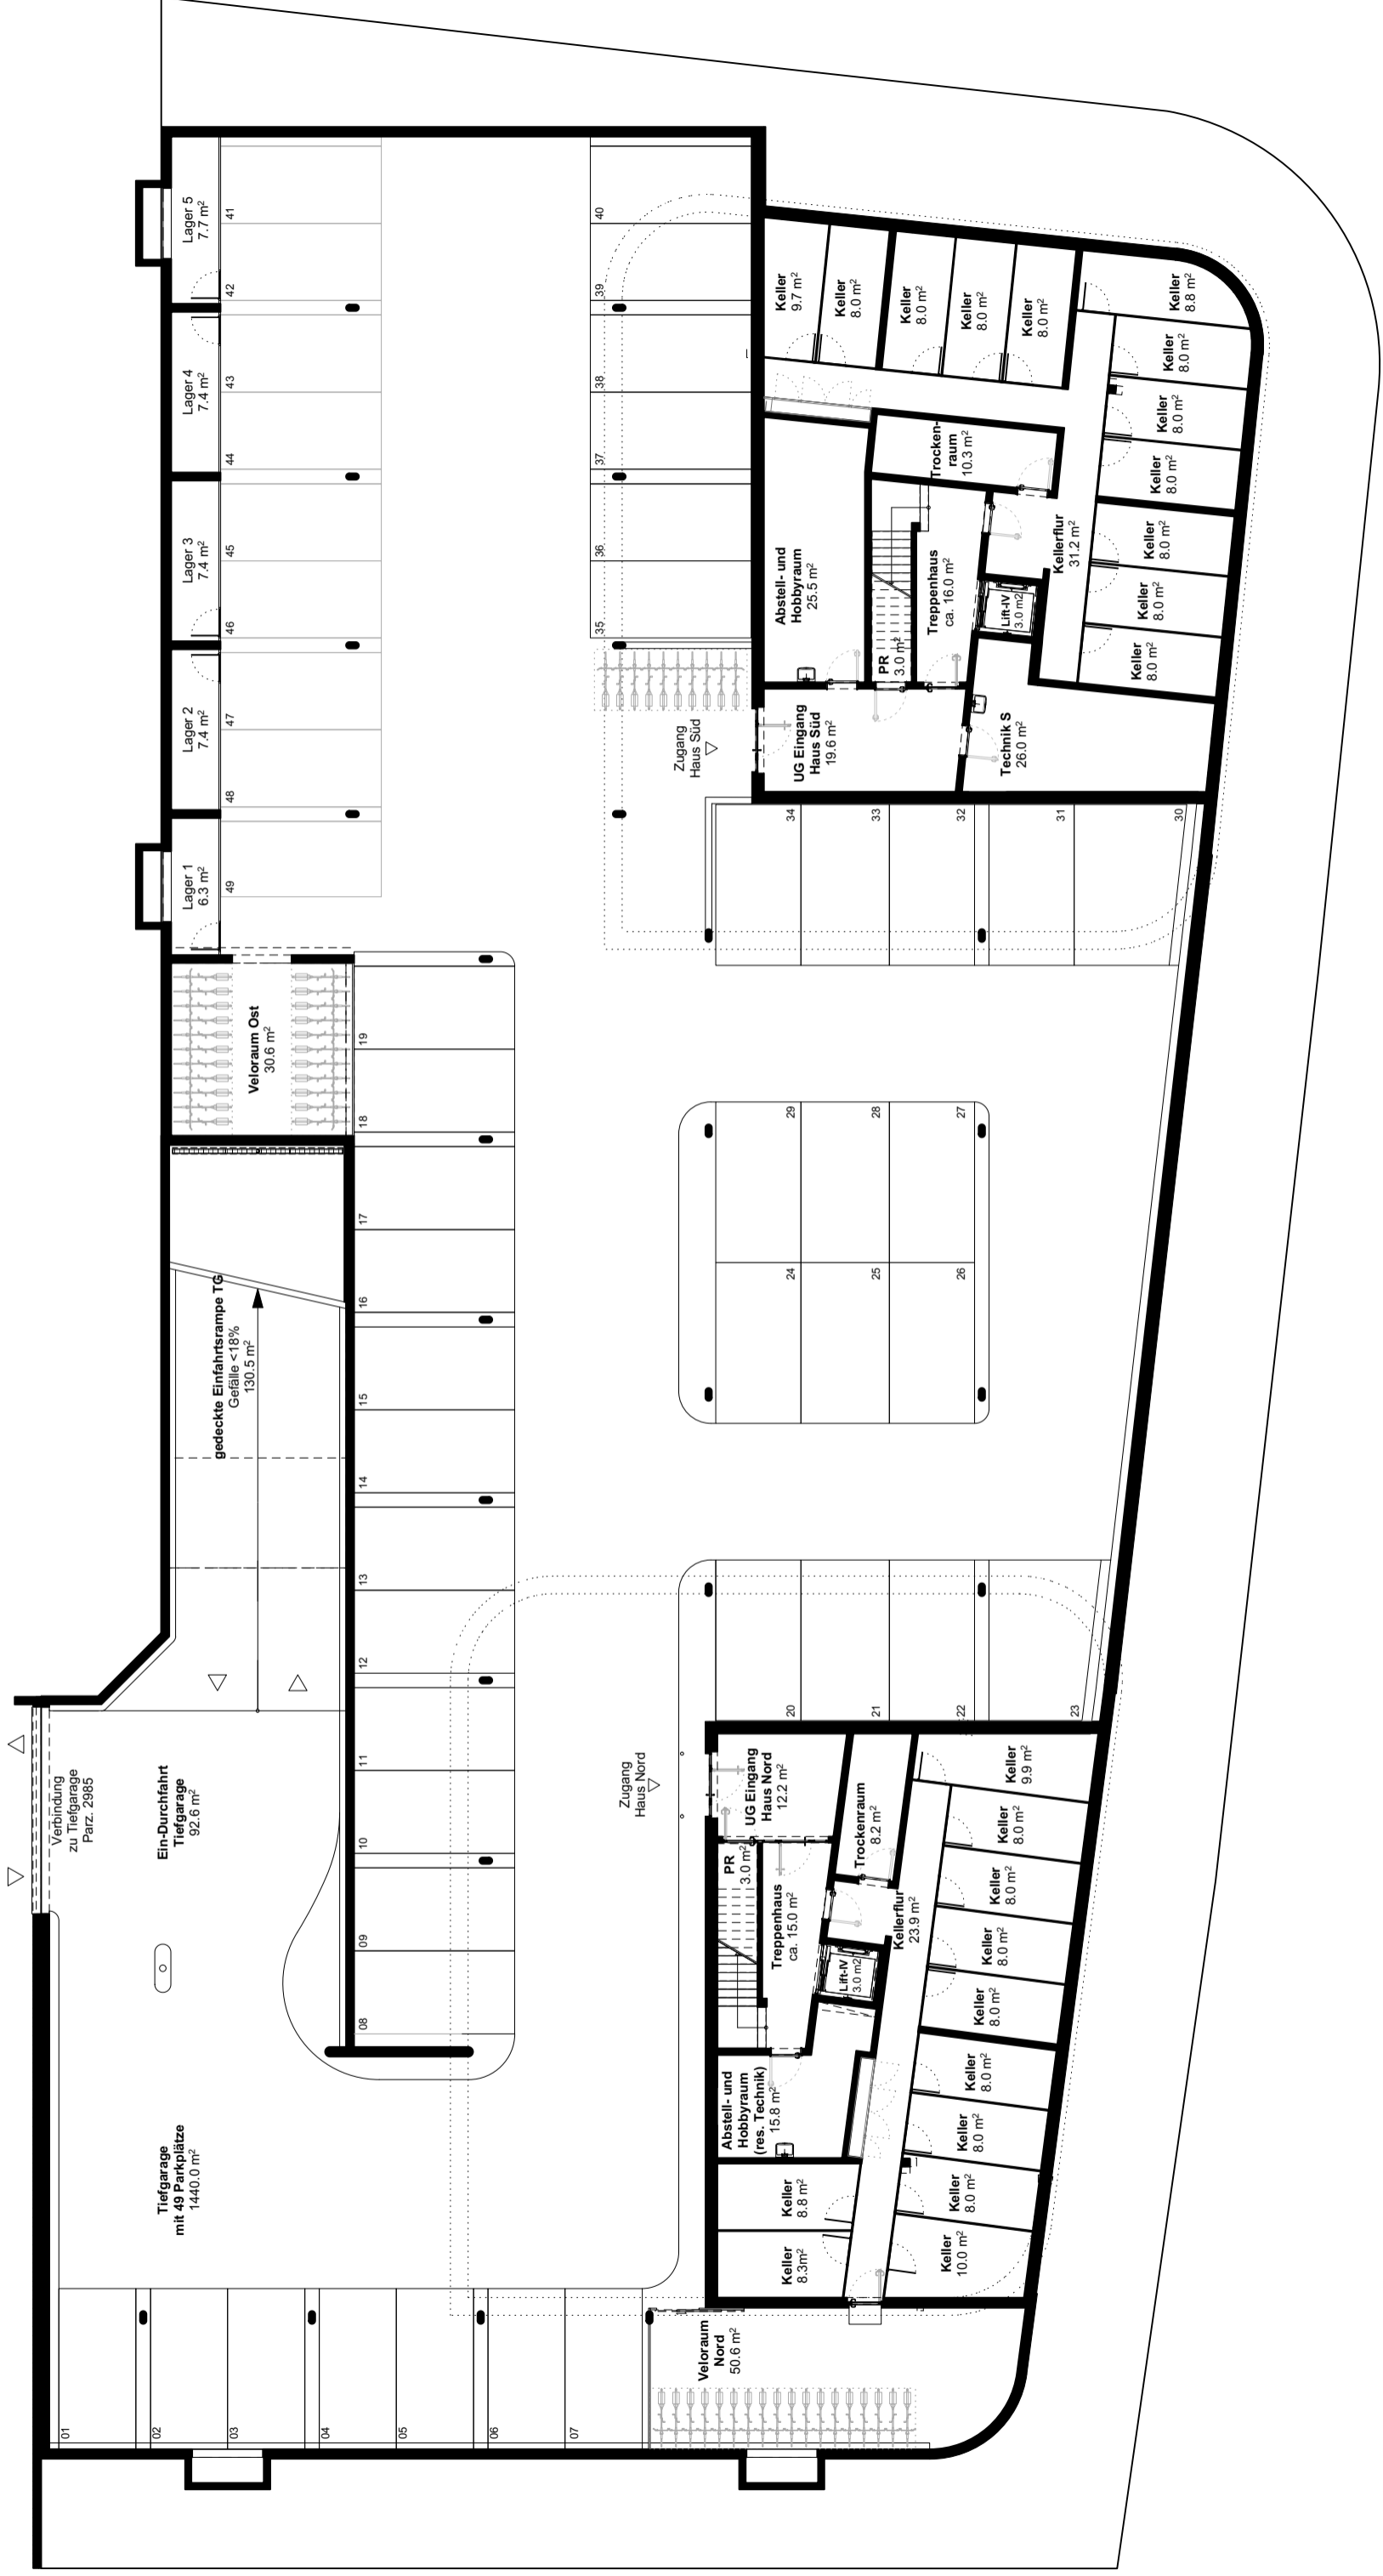 Lager 5
7.7 m²
Lager 4
7.4 m²
Lager 3
7.4 m²
Lager 2
7.4 m²
Lager 1
6.3 m²
41
42
43
44
45
46
47
48
49
40
39
38
37
36
35
Veloraum Ost
30.6 m²
19
18
17
16
15
14
13
12
11
10
09
08
gedeckte Einfahrtsrampe TG
Gefälle <18%
130.5 m²
Verbindung
zu Tiefgarage
Parz. 2985
Ein-Durchfahrt
Tiefgarage
92.6 m²
Tiefgarage
mit 49 Parkplätze
1440.0 m²
01
02
03
04
05
06
07
Veloraum
Nord
50.6 m²
Zugang
Haus Süd
Zugang
Haus Nord
34
33
32
31
30
29
28
27
24
25
26
20
21
22
23
Keller
9.7 m²
Keller
8.0 m²
Keller
8.0 m²
Keller
8.0 m²
Keller
8.0 m²
Keller
8.8 m²
Keller
8.0 m²
Keller
8.0 m²
Keller
8.0 m²
Keller
8.0 m²
Keller
8.0 m²
Keller
8.0 m²
Trocken-
raum
10.3 m²
Abstell- und
Hobbyraum
25.5 m²
Treppenhaus
ca. 16.0 m²
PR
3.0 m²
Kellerflur
31.2 m²
Lift-IV
3.0 m2
UG Eingang
Haus Süd
19.6 m²
Technik S
26.0 m²
UG Eingang
Haus Nord
12.2 m²
PR
3.0 m²
Trockenraum
8.2 m²
Treppenhaus
ca. 15.0 m²
Kellerflur
23.9 m²
Lift-IV
3.0 m2
Abstell- und
Hobbyraum
(res. Technik)
15.8 m²
Keller
8.8 m²
Keller
8.3m²
Keller
9.9 m²
Keller
8.0 m²
Keller
8.0 m²
Keller
8.0 m²
Keller
8.0 m²
Keller
8.0 m²
Keller
8.0 m²
Keller
8.0 m²
Keller
10.0 m²